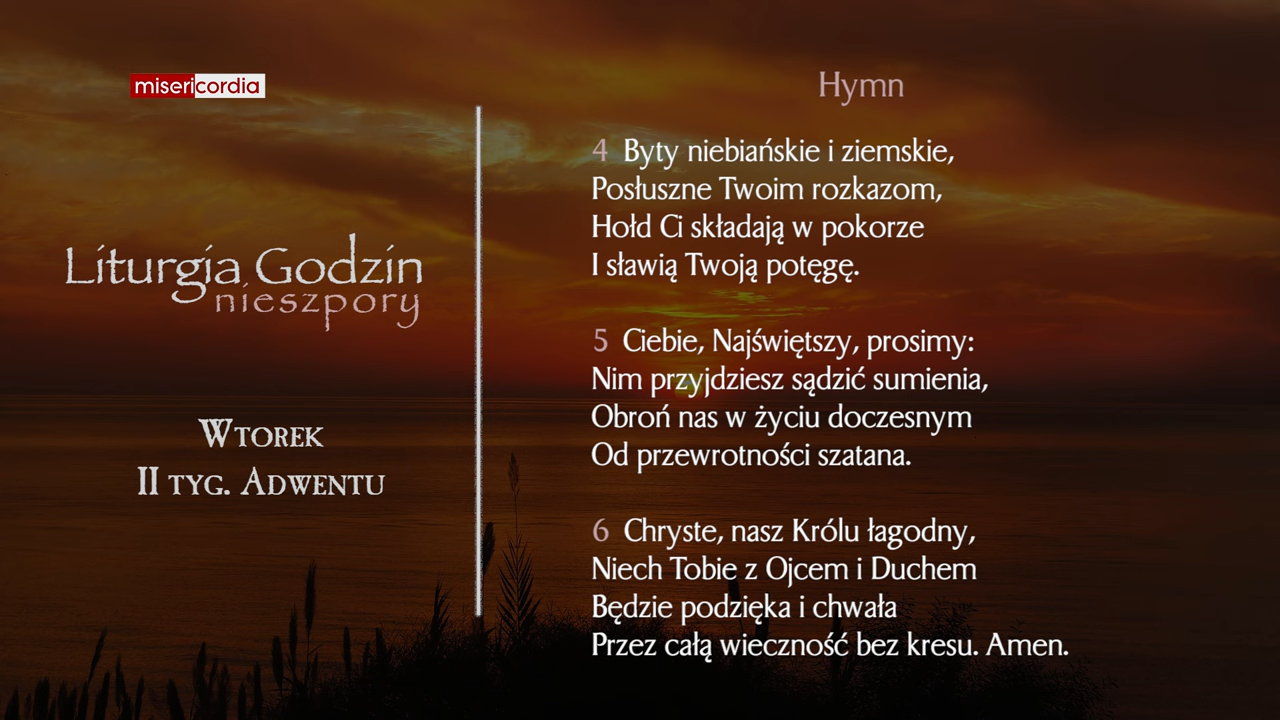 misericordia
Liturgia Godzin
nieszpory
Wtorek
II tyg. Adwentu
Hymn
4 Byty niebiańskie i ziemskie,
Posłuszne Twoim rozkazom,
Hołd Ci składają w pokorze
I sławią Twoją potęgę.
5 Ciebie, Najświętszy, prosimy:
Nim przyjdziesz sądzić sumienia,
Obroń nas w życiu doczesnym
Od przewrotności szatana.
6 Chryste, nasz Królu łagodny,
Niech Tobie z Ojcem i Duchem
Będzie podzięka i chwała
Przez całą wieczność bez kresu. Amen.